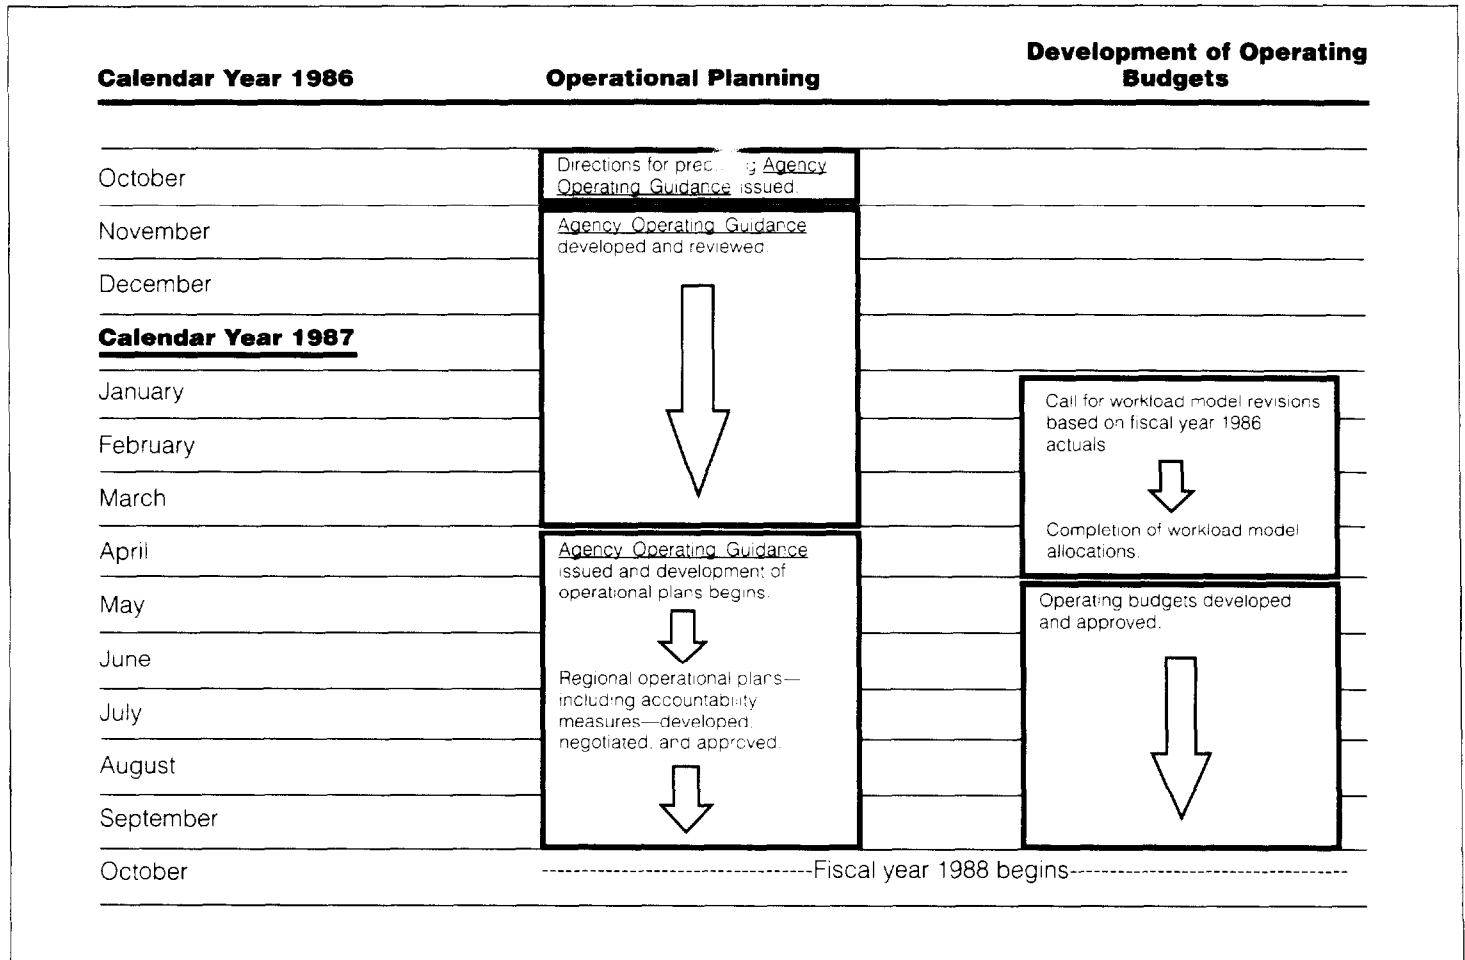 Calendar Year 1986
Operational Planning
Development of Operating
Budgets
October
Directions for Agency
Operating Guidance issued.
November
Agency Operating Guidance
developed and reviewed.
December
Calendar Year 1987
January
Call for workload model revisions
based on fiscal year 1986
actuals
February
March
Completion of workload model
allocations.
April
Agency Operating Guidance
issued and development of
operational plans begins.
May
Operating budgets developed
and approved.
June
Regional operational plans—
including accountability
measures—developed,
negotiated, and approved.
July
August
September
October
Fiscal year 1988 begins